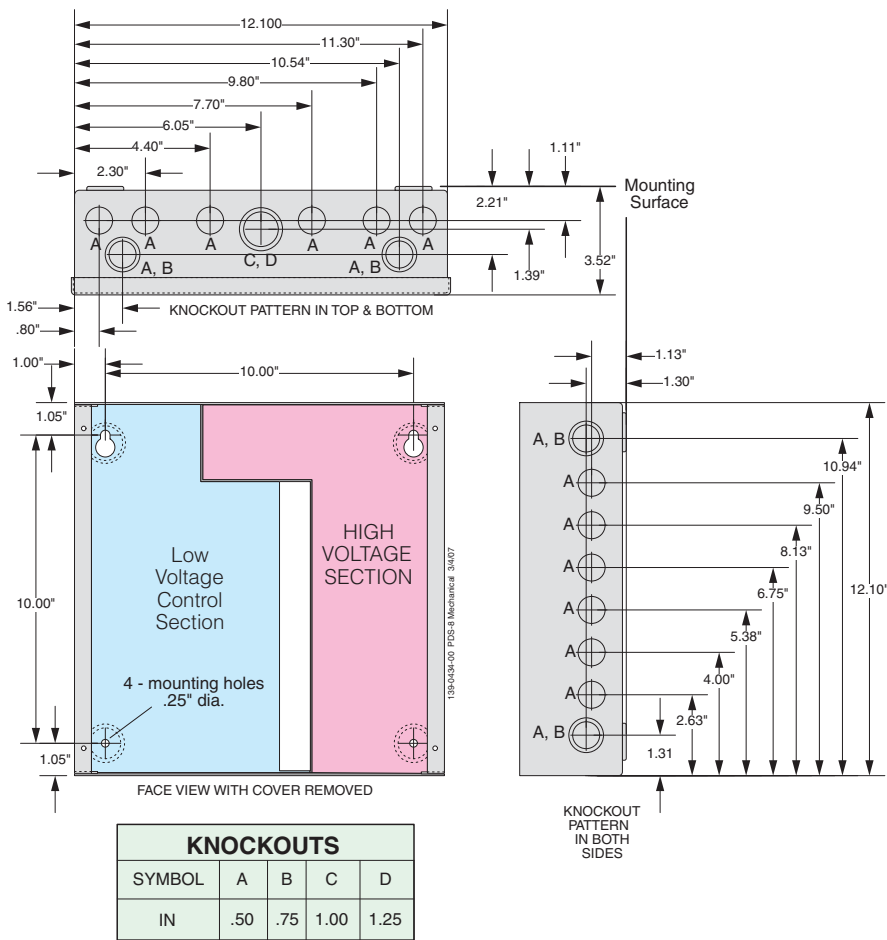 12.100
11.30"
10.54"
9.80"
7.70"
6.05"
4.40"
2.30"
1.11"
2.21"
Mounting
Surface
A
A
A
C, D
A
A
A
A, B
A, B
1.39"
3.52"
1.56"
.80"
KNOCKOUT PATTERN IN TOP & BOTTOM
1.00"
10.00"
1.13"
1.30"
1.05"
10.00"
1.05"
Low
Voltage
Control
Section
HIGH
VOLTAGE
SECTION
4 - mounting holes
.25" dia.
139-0434-00 PDS-8 Mechanical 3/4/07
FACE VIEW WITH COVER REMOVED
A, B
A
A
A
A
A
A
A, B
10.94"
9.50"
8.13"
6.75"
5.38"
4.00"
2.63"
1.31
12.10'
KNOCKOUT
PATTERN
IN BOTH
SIDES
KNOCKOUTS
SYMBOL A B C D
IN .50 .75 1.00 1.25